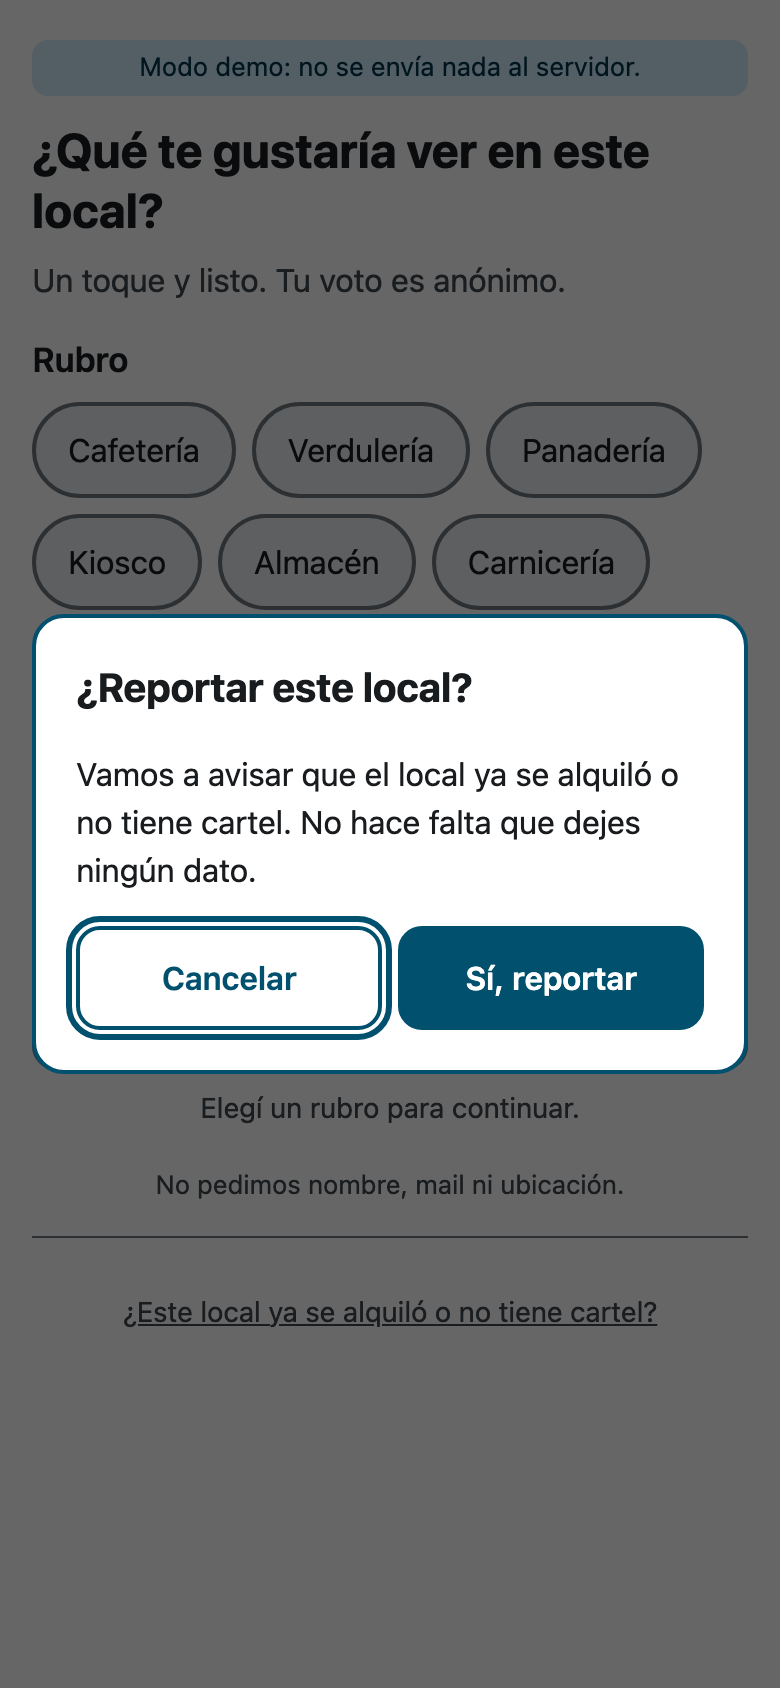 Modo demo: no se envía nada al servidor.
¿Qué te gustaría ver en este
local?
Un toque y listo. Tu voto es anónimo.
Rubro
Cafetería
Verdulería
Panadería
Kiosco
Almacén
Carnicería
¿Reportar este local?
Vamos a avisar que el local ya se alquiló o
no tiene cartel. No hace falta que dejes
ningún dato.
Cancelar
Sí, reportar
Elegí un rubro para continuar.
No pedimos nombre, mail ni ubicación.
¿Este local ya se alquiló o no tiene cartel?